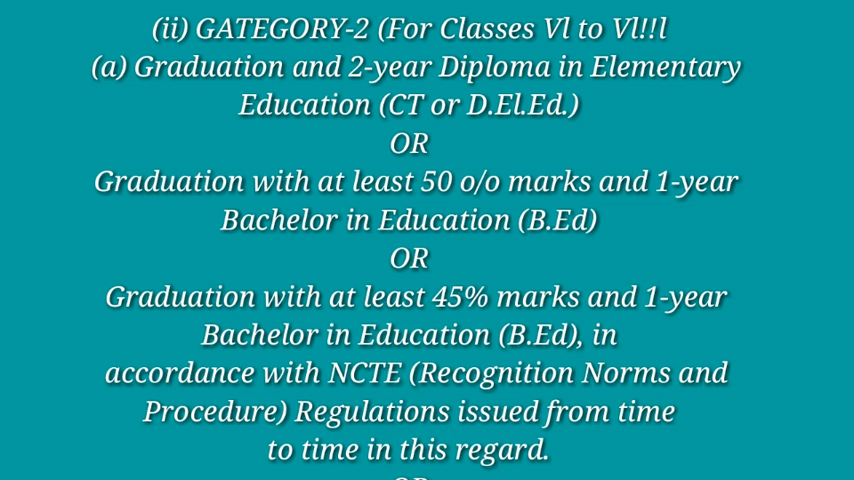 (ii) GATEGORY-2 (For Classes Vl to Vl!!l
(a) Graduation and 2-year Diploma in Elementary
Education (CT or D.El.Ed.)
OR
Graduation with at least 50 o/o marks and 1-year
Bachelor in Education (B.Ed)
OR
Graduation with at least 45% marks and 1-year
Bachelor in Education (B.Ed), in
accordance with NCTE (Recognition Norms and
Procedure) Regulations issued from time
to time in this regard.
OR